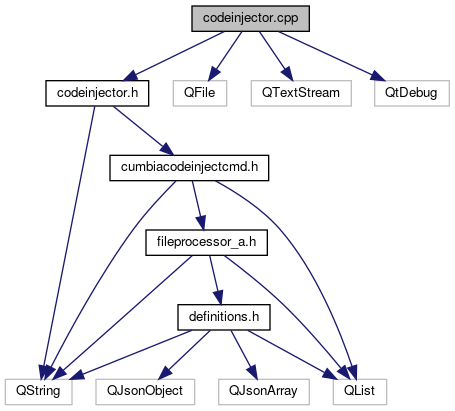 codeinjector.cpp
codeinjector.h
QFile
QTextStream
QtDebug
cumbiacodeinjectcmd.h
fileprocessor_a.h
definitions.h
QString
QJsonObject
QJsonArray
QList